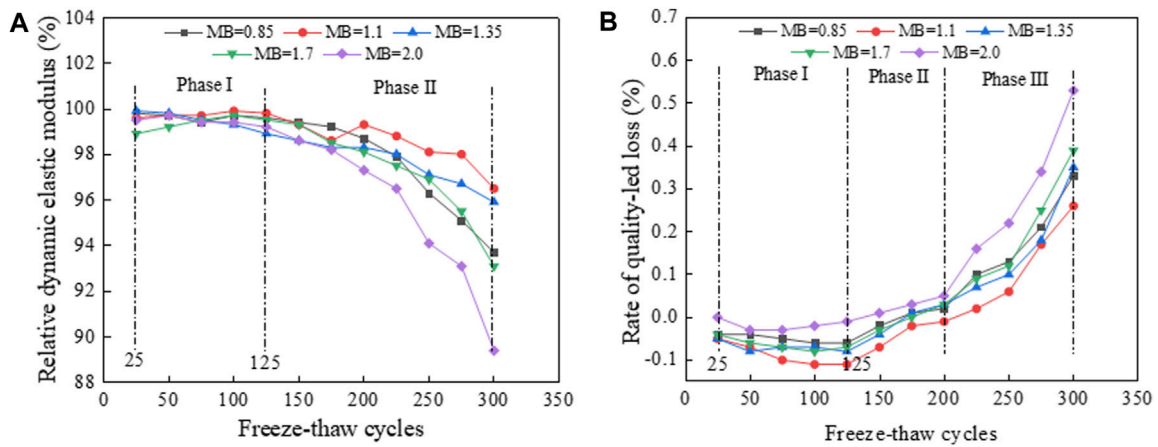 A
Relative dynamic elastic modulus (%)
104
102
100
98
96
94
92
90
88
MB=0.85 MB=1.1 MB=1.35
MB=1.7 MB=2.0
Phase I
Phase II
25
125
0 50 100 150 200 250 300 350
Freeze-thaw cycles
B
Rate of quality-led loss (%)
0.7
0.6
0.5
0.4
0.3
0.2
0.1
0.0
-0.1
MB=0.85 MB=1.1 MB=1.35
MB=1.7 MB=2.0
Phase I
Phase II
Phase III
25
125
0 50 100 150 200 250 300 350
Freeze-thaw cycles